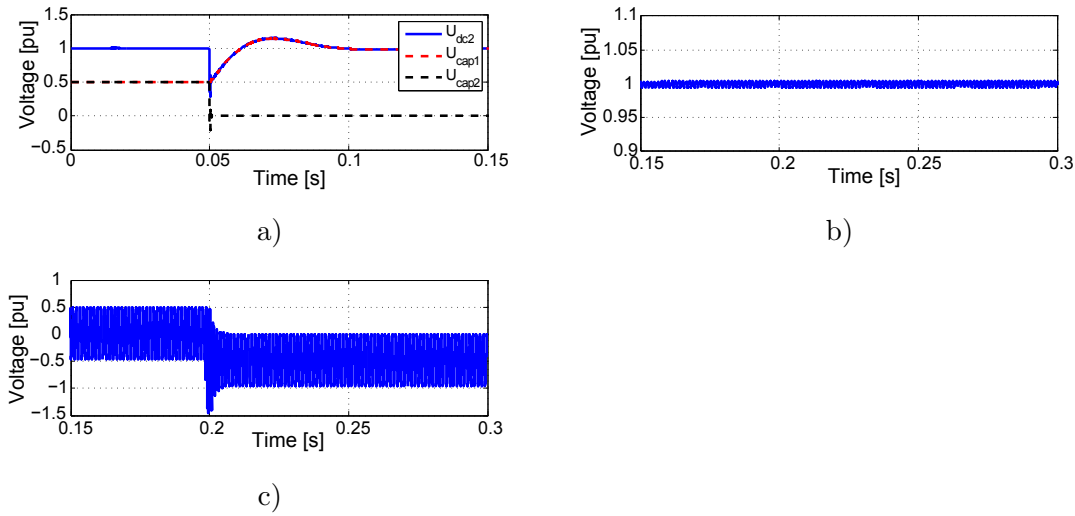 1.5
1
0.5
0
−0.5
Voltage [pu]
U_dc2
U_cap1
U_cap2
0 0.05 0.1 0.15
Time [s]
a)
1.1
1.05
1
0.95
0.9
Voltage [pu]
0.15 0.2 0.25 0.3
Time [s]
b)
1
0.5
0
−0.5
−1
−1.5
Voltage [pu]
0.15 0.2 0.25 0.3
Time [s]
c)